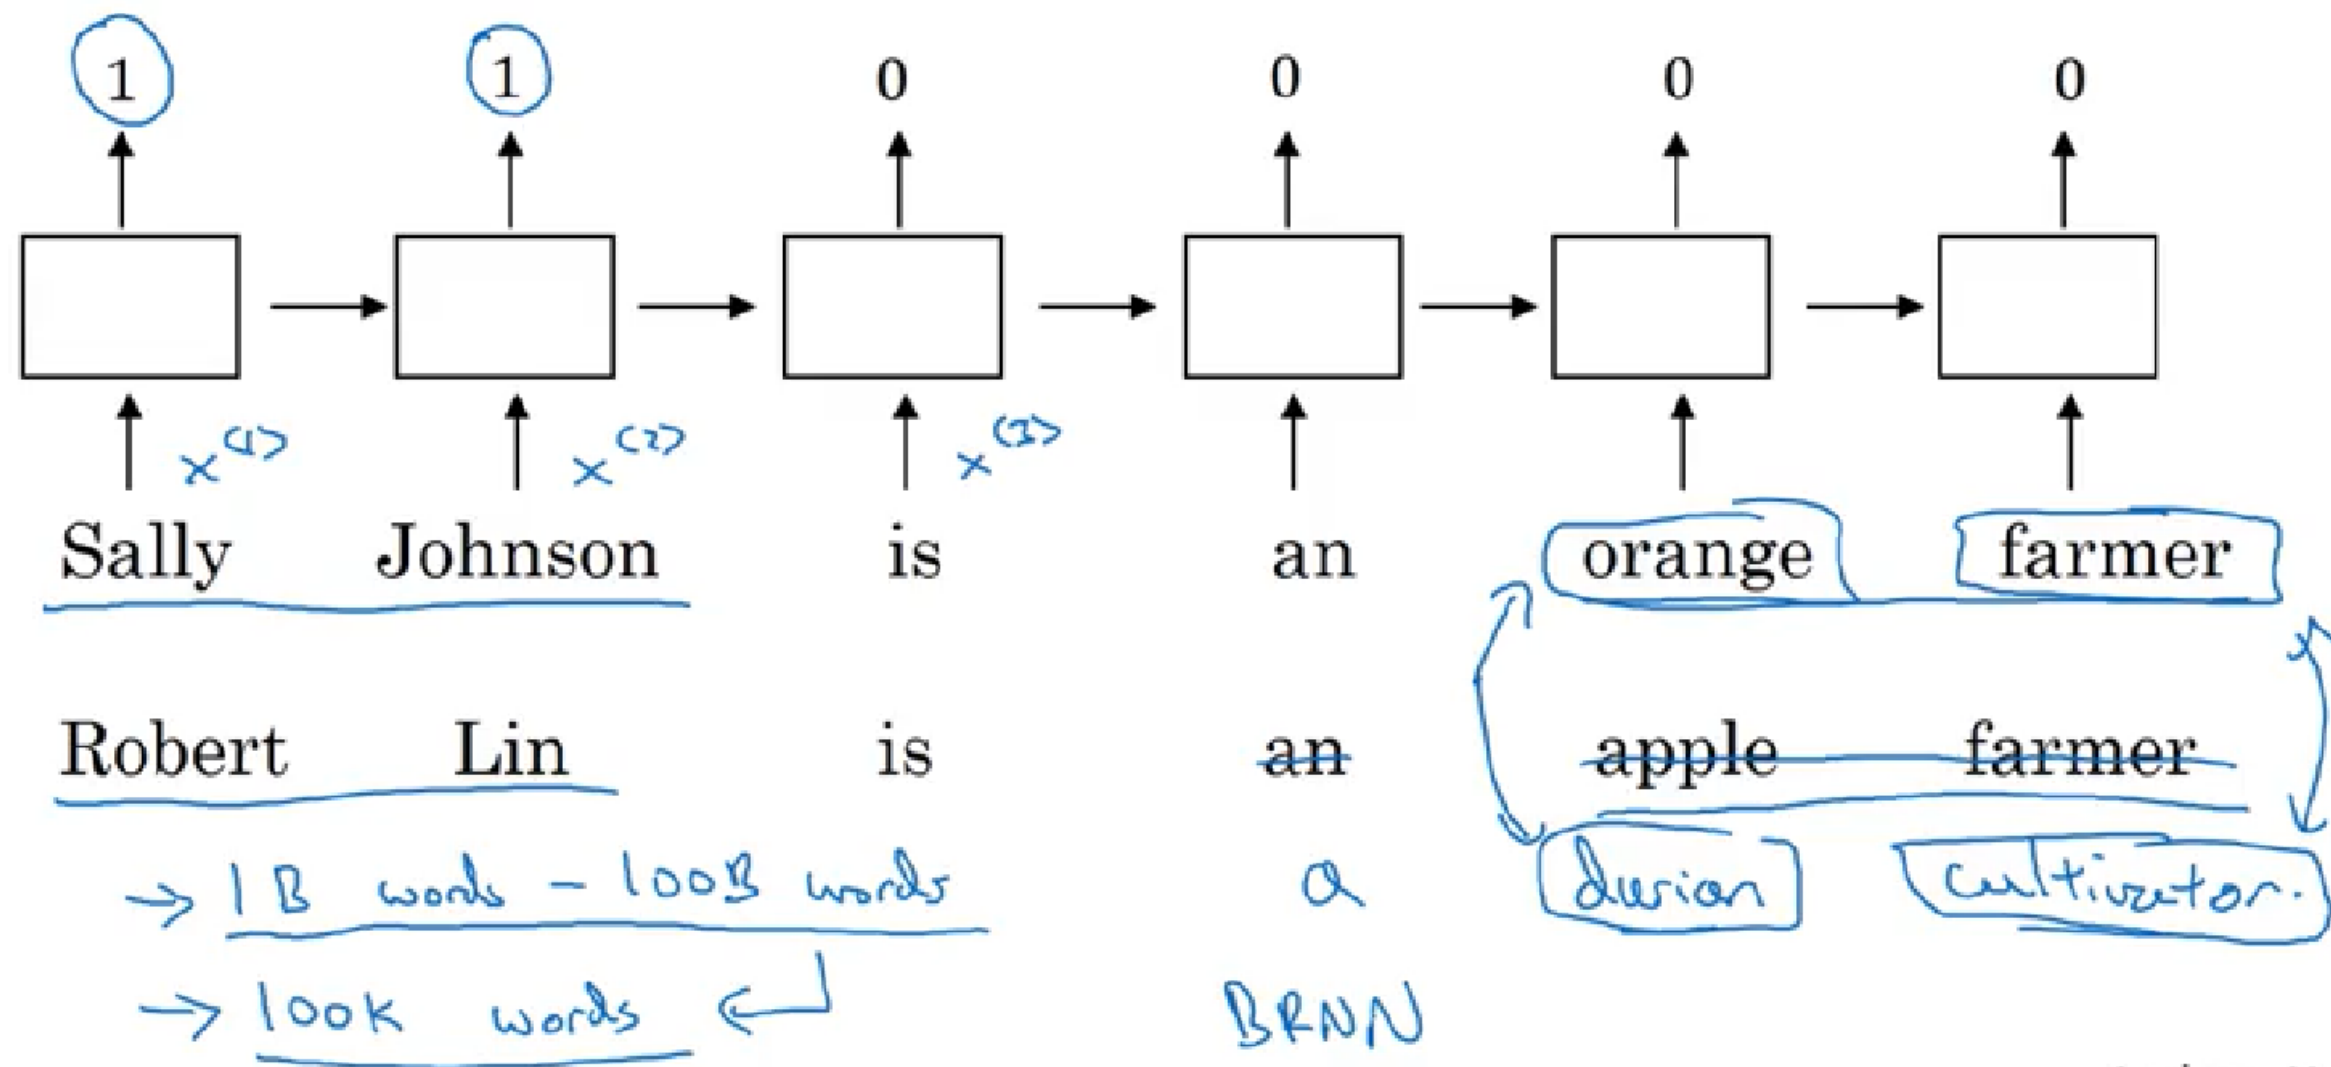 1 1 0 0 0 0
x<1> x<2> x<3>
Sally Johnson is an orange farmer
Robert Lin is an apple farmer
→ 1B words – 100B words a durian cultivator.
→ 100k words ← BRNN